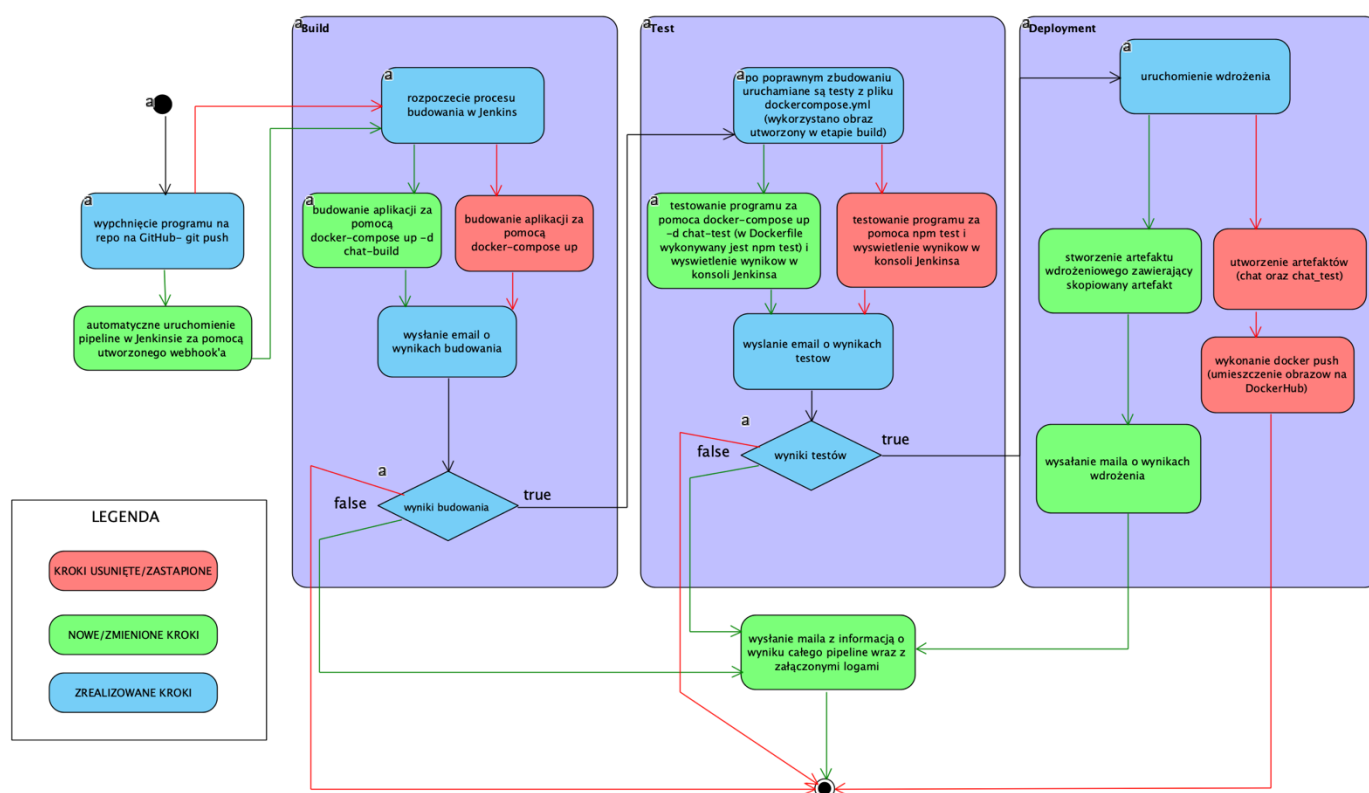 a
Build
a
rozpoczecie procesu
budowania w Jenkins
a
a
wypchnięcie programu na
repo na GitHub- git push
automatyczne uruchomienie
pipeline w Jenkinsie za pomocą
utworzonego webhook'a
a
budowanie aplikacji za
pomocą
docker-compose up -d
chat-build
budowanie aplikacji za
pomocą
docker-compose up
wysłanie email o
wynikach budowania
a
false
wyniki budowania
true
a
Test
a
po poprawnym zbudowaniu
uruchamiane są testy z pliku
dockercompose.yml
(wykorzystano obraz
utworzony w etapie build)
a
testowanie programu za
pomoca docker-compose up
-d chat-test (w Dockerfile
wykonywany jest npm test) i
wyswietlenie wynikow w
konsoli Jenkinsa
testowanie programu za
pomoca npm test i
wyswietlenie wynikow w
konsoli Jenkinsa
wyslanie email o wynikach
testow
a
false
wyniki testów
true
a
Deployment
a
uruchomienie wdrożenia
stworzenie artefaktu
wdrożeniowego zawierający
skopiowany artefakt
utworzenie artefaktów
(chat oraz chat_test)
wykonanie docker push
(umieszczenie obrazow na
DockerHub)
wysałanie maila o wynikach
wdrożenia
wysłanie maila z informacją o
wyniku całego pipeline wraz z
załączonymi logami
LEGENDA
KROKI USUNIĘTE/ZASTAPIONE
NOWE/ZMIENIONE KROKI
ZREALIZOWANE KROKI